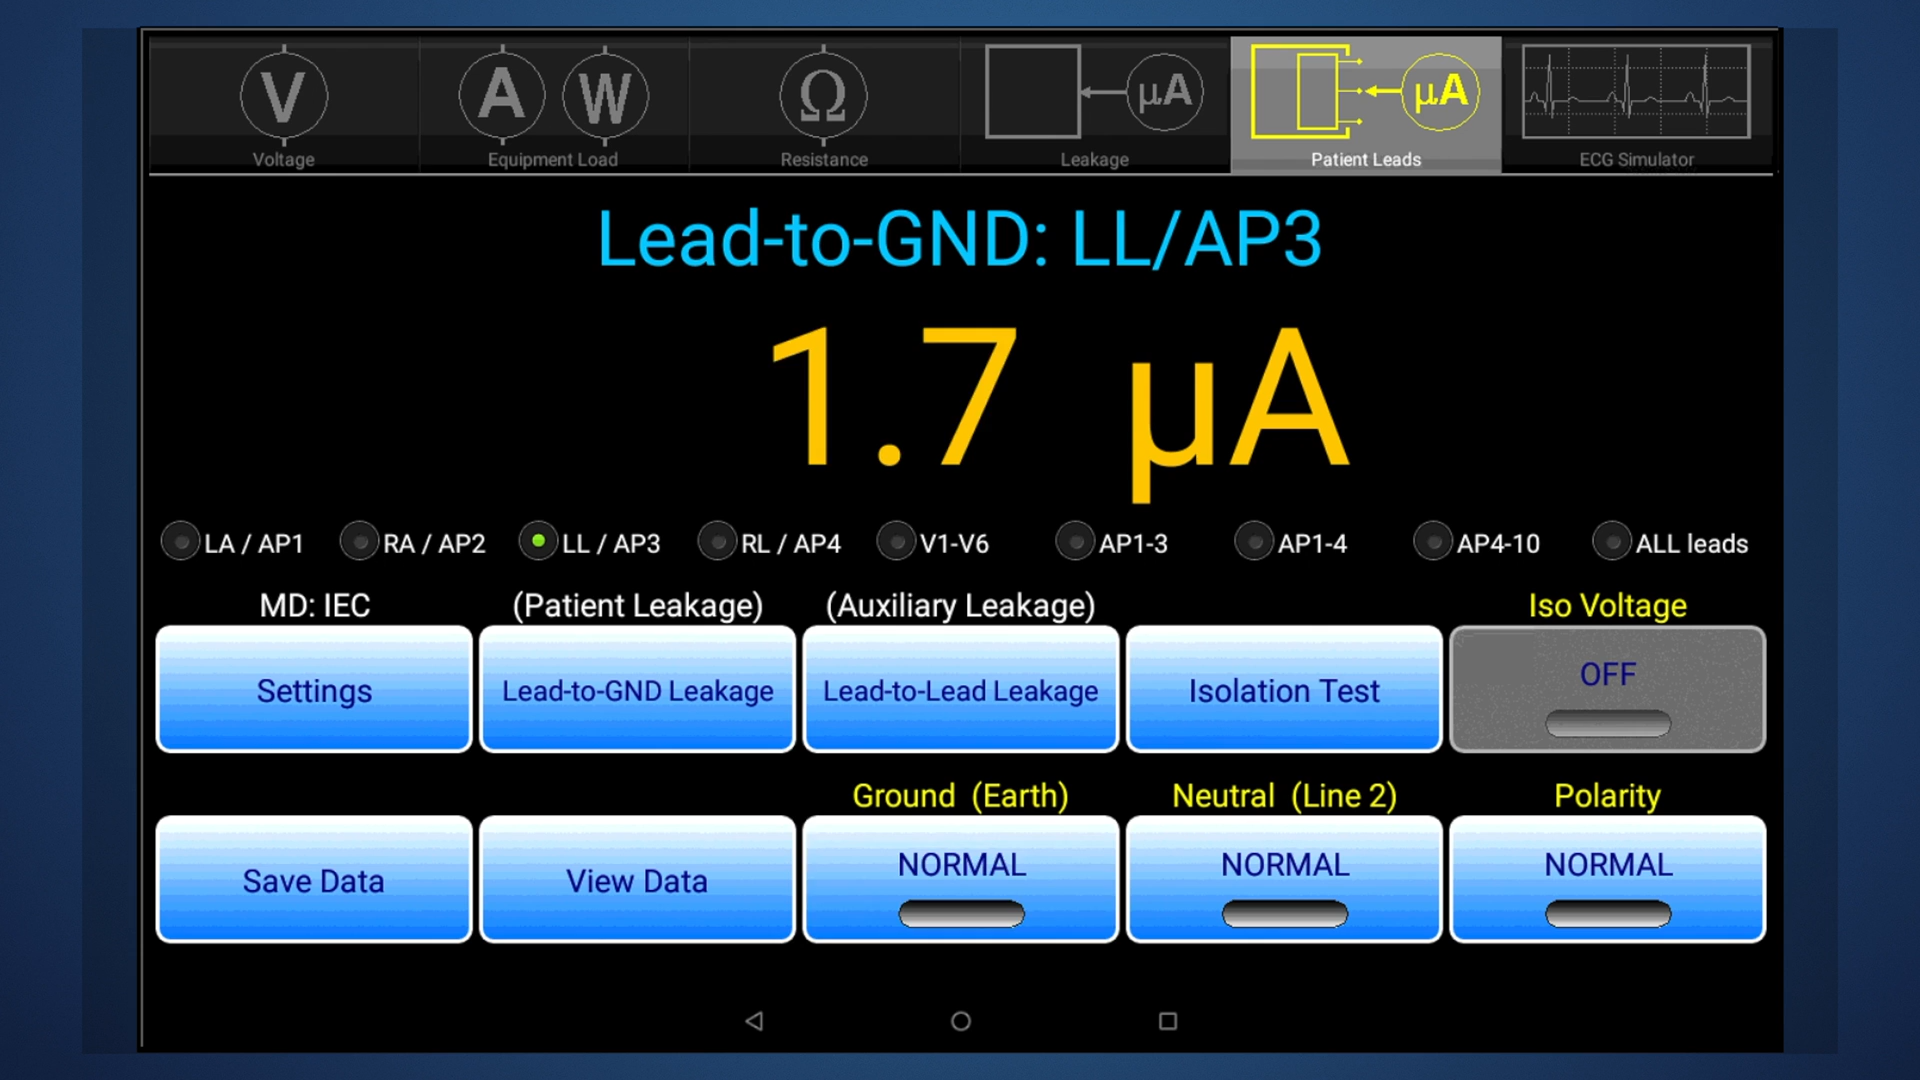 V A W Ω µA µA
Voltage Equipment Load Resistance Leakage Patient Leads ECG Simulator
Lead-to-GND: LL/AP3
1.7 µA
LA / AP1 RA / AP2 LL / AP3 RL / AP4 V1-V6 AP1-3 AP1-4 AP4-10 ALL leads
MD: IEC (Patient Leakage) (Auxiliary Leakage) Iso Voltage
Settings Lead-to-GND Leakage Lead-to-Lead Leakage Isolation Test OFF
Ground (Earth) Neutral (Line 2) Polarity
Save Data View Data NORMAL NORMAL NORMAL